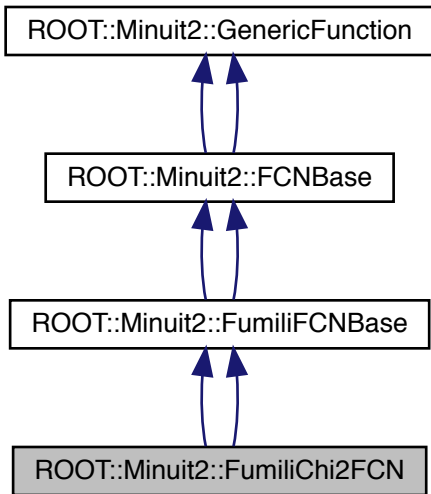 ROOT::Minuit2::GenericFunction
ROOT::Minuit2::FCNBase
ROOT::Minuit2::FumiliFCNBase
ROOT::Minuit2::FumiliChi2FCN